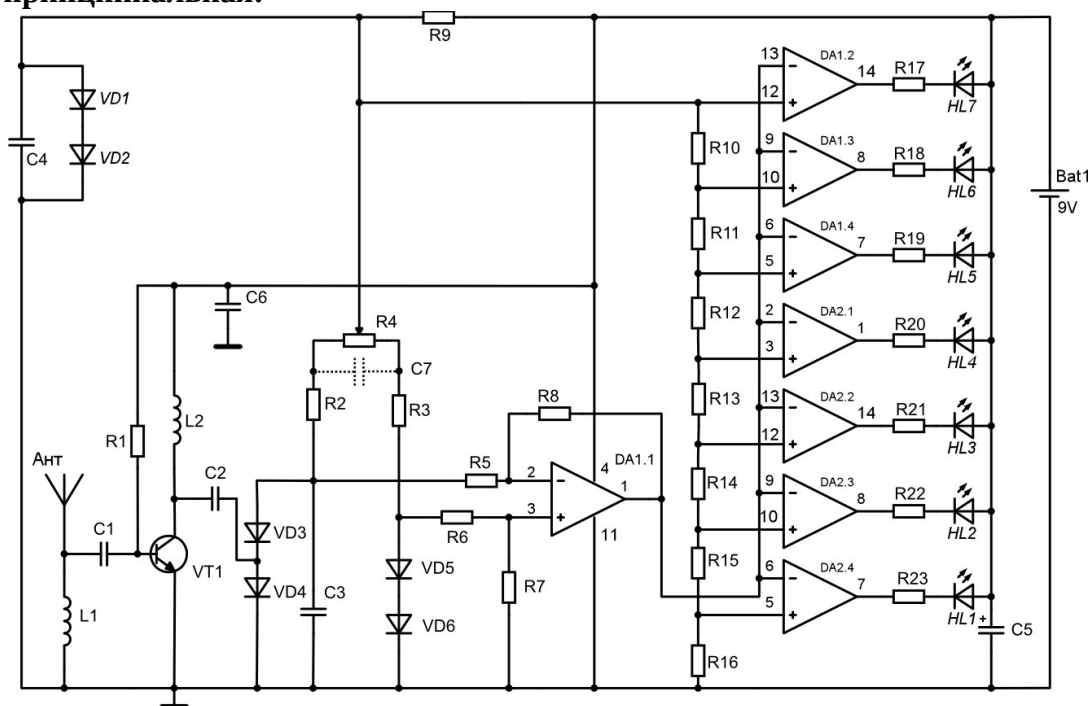 принципиальная:
R9
13
DA1.2
14
R17
12
HL7
VD1
VD2
C4
R10
9
DA1.3
8
R18
10
HL6
Bat1
9V
R11
6
DA1.4
7
R19
5
HL5
C6
R4
R12
2
DA2.1
1
R20
3
HL4
C7
R2
R3
R8
R13
13
DA2.2
14
R21
12
HL3
L2
R1
Ант
C2
R5
2
4
DA1.1
1
3
11
R6
R14
9
DA2.3
8
R22
10
HL2
C1
VT1
VD3
VD4
C3
VD5
VD6
R7
R15
6
DA2.4
7
R23
5
HL1
+
C5
L1
R16